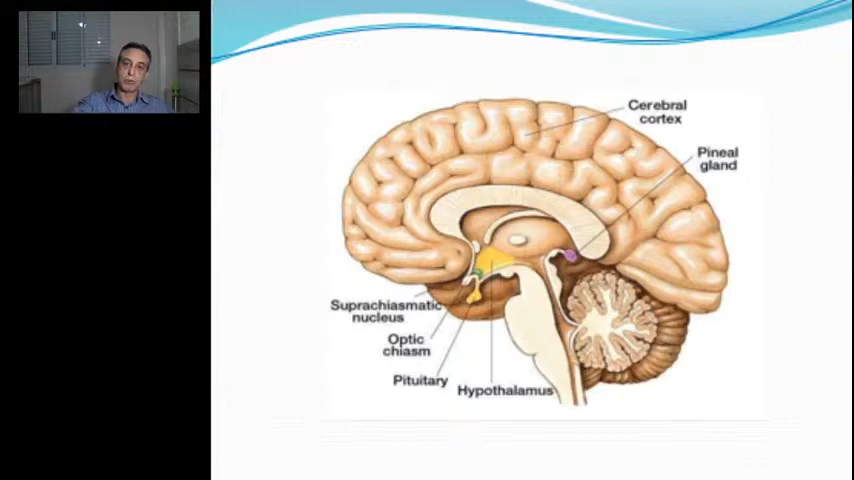 Cerebral
cortex
Pineal
gland
Suprachiasmatic
nucleus
Optic
chiasm
Pituitary
Hypothalamus